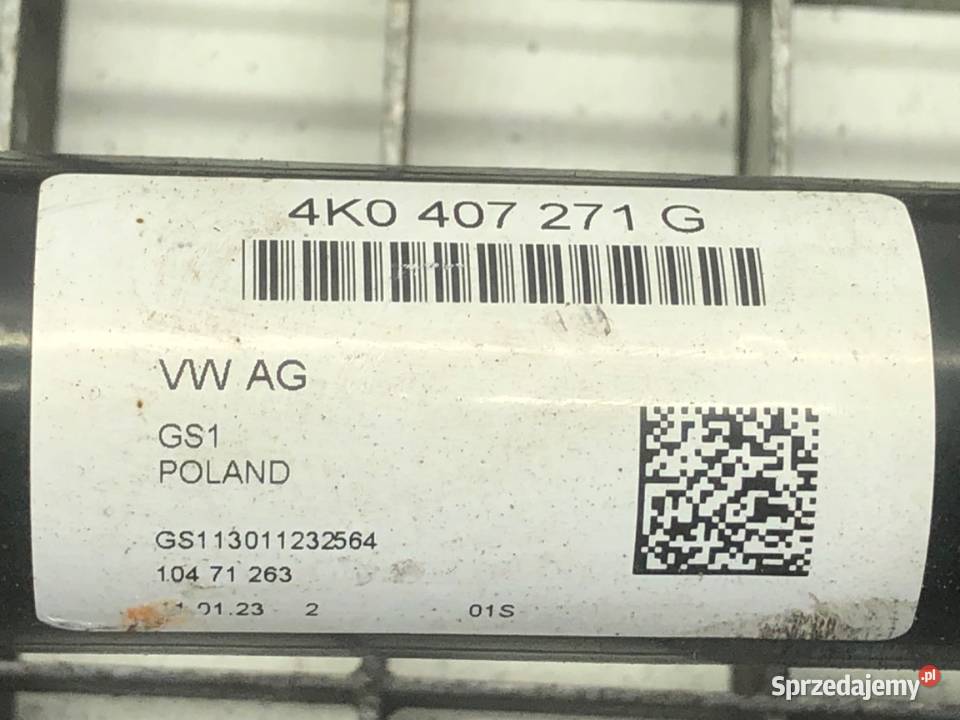 4K0 407 271 G
VW AG
GS1
POLAND
GS113011232564
104 71 263
01.23 2 01S
Sprzedajemy.pl